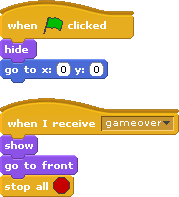 when clicked
hide
go to x: 0 y: 0
when I receive gameover
show
go to front
stop all